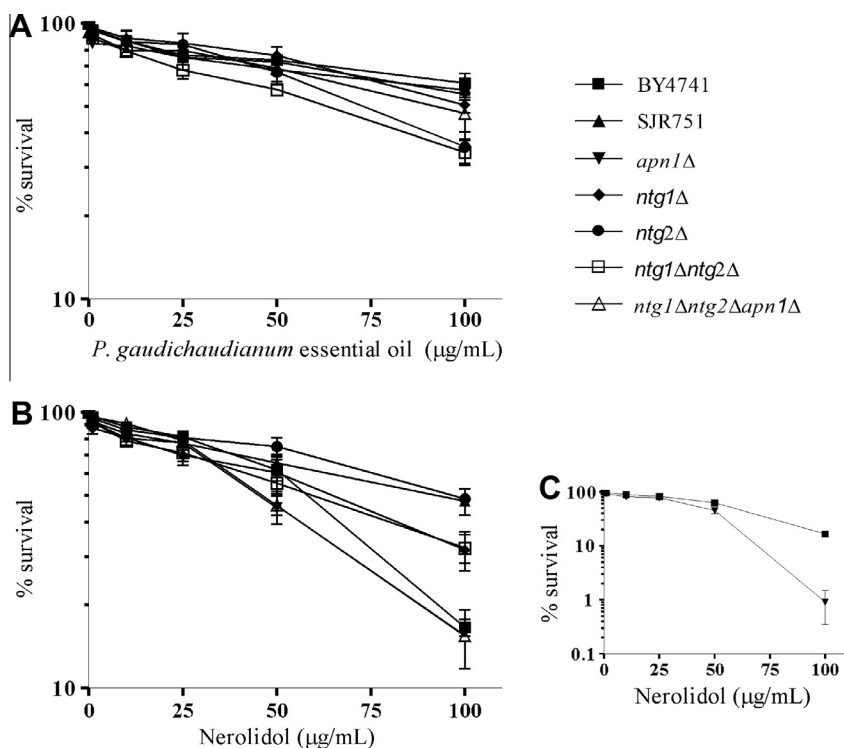 A
100
10
% survival
0
25
50
75
100
P. gaudichaudianum essential oil (µg/mL)
BY4741
SJR751
apn1Δ
ntg1Δ
ntg2Δ
ntg1Δntg2Δ
ntg1Δntg2Δapn1Δ
B
100
10
% survival
0
25
50
75
100
Nerolidol (µg/mL)
C
100
10
1
0.1
% survival
0
25
50
75
100
Nerolidol (µg/mL)